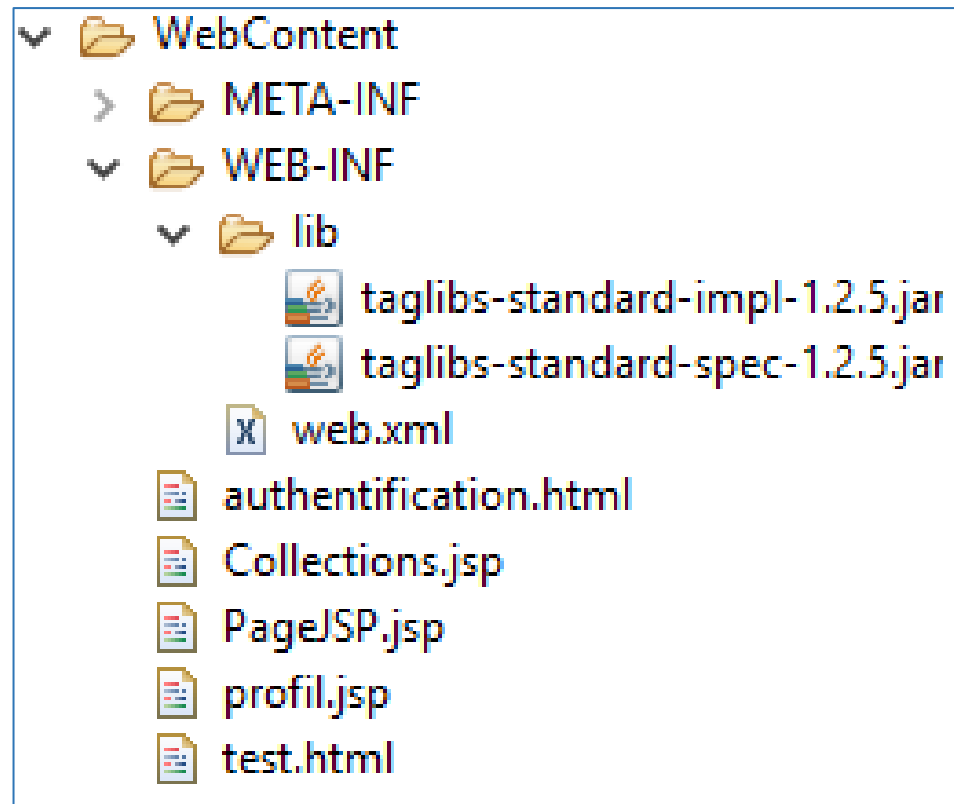 WebContent
META-INF
WEB-INF
lib
taglibs-standard-impl-1.2.5.jar
taglibs-standard-spec-1.2.5.jar
web.xml
authentification.html
Collections.jsp
PageJSP.jsp
profil.jsp
test.html